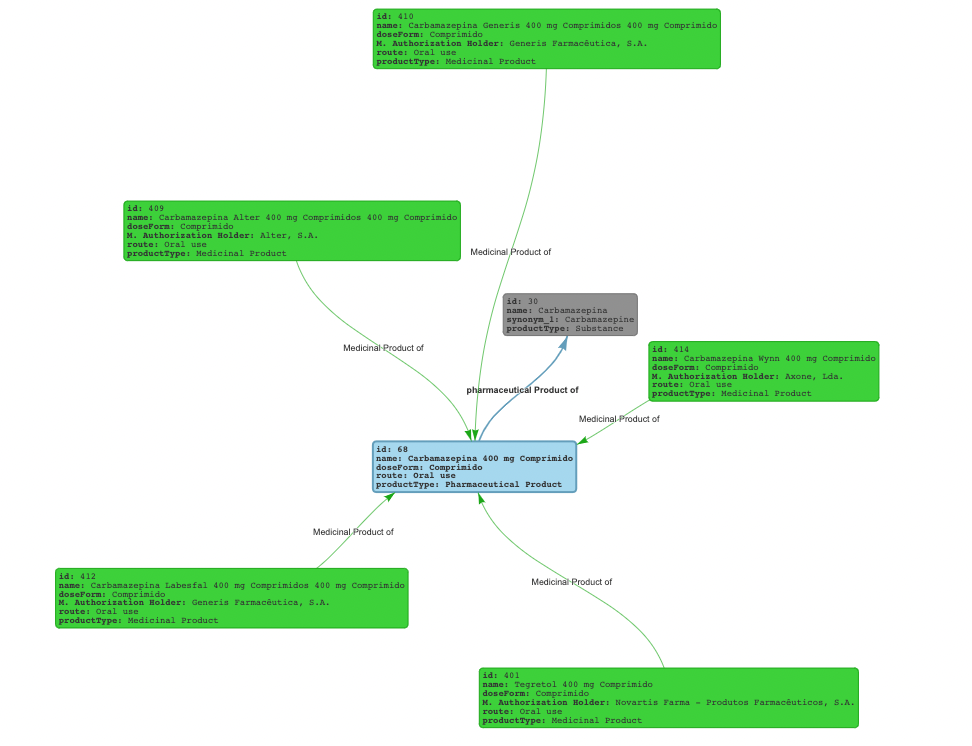 id: 410
name: Carbamazepina Generis 400 mg Comprimidos 400 mg Comprimido
doseForm: Comprimido
M. Authorization Holder: Generis Farmacêutica, S.A.
route: Oral use
productType: Medicinal Product
id: 409
name: Carbamazepina Alter 400 mg Comprimidos 400 mg Comprimido
doseForm: Comprimido
M. Authorization Holder: Alter, S.A.
route: Oral use
productType: Medicinal Product
Medicinal Product of
id: 30
name: Carbamazepina
synonym_1: Carbamazepine
productType: Substance
Medicinal Product of
id: 414
name: Carbamazepina Wynn 400 mg Comprimido
doseForm: Comprimido
M. Authorization Holder: Axone, Lda.
route: Oral use
productType: Medicinal Product
pharmaceutical Product of
Medicinal Product of
id: 68
name: Carbamazepina 400 mg Comprimido
doseForm: Comprimido
route: Oral use
productType: Pharmaceutical Product
Medicinal Product of
id: 412
name: Carbamazepina Labesfal 400 mg Comprimidos 400 mg Comprimido
doseForm: Comprimido
M. Authorization Holder: Generis Farmacêutica, S.A.
route: Oral use
productType: Medicinal Product
Medicinal Product of
id: 401
name: Tegretol 400 mg Comprimido
doseForm: Comprimido
M. Authorization Holder: Novartis Farma - Produtos Farmacêuticos, S.A.
route: Oral use
productType: Medicinal Product